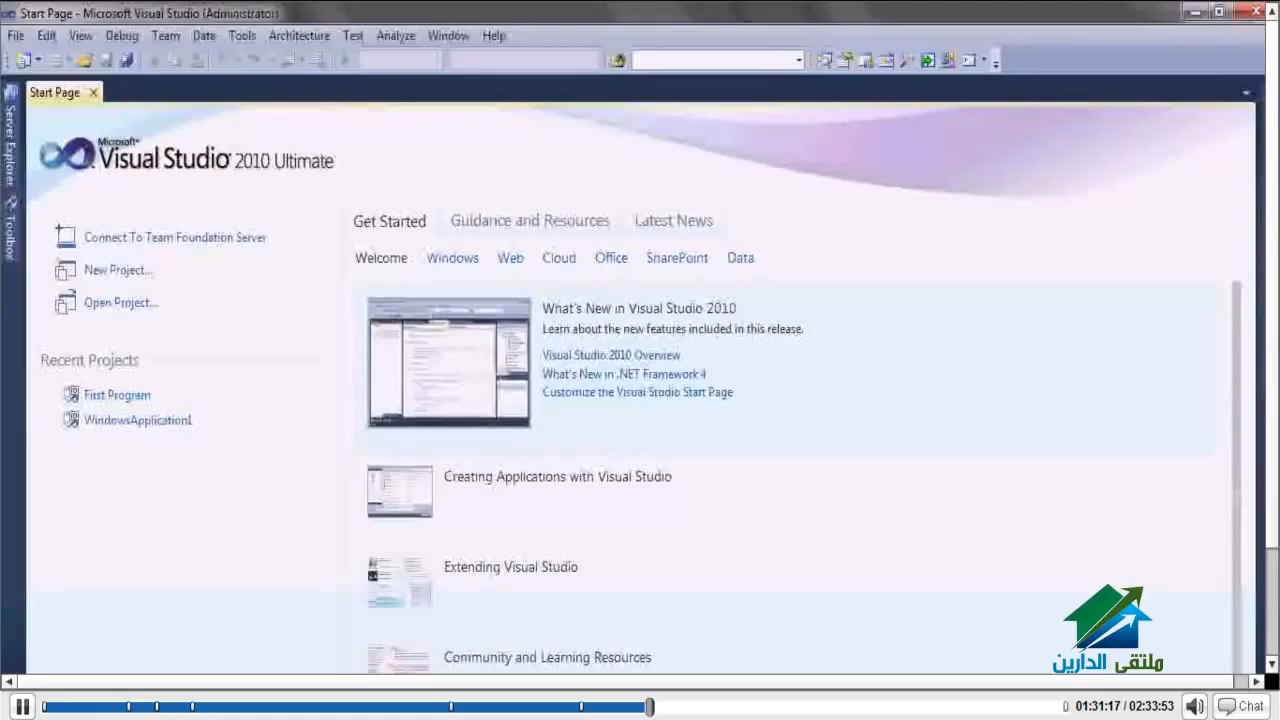 Start Page - Microsoft Visual Studio (Administrator)
File Edit View Debug Team Data Tools Architecture Test Analyze Window Help
Start Page
Server Explorer
Toolbox
Microsoft®
Visual Studio 2010 Ultimate
Connect To Team Foundation Server
New Project...
Open Project...
Recent Projects
First Program
WindowsApplication1
Get Started Guidance and Resources Latest News
Welcome Windows Web Cloud Office SharePoint Data
What's New in Visual Studio 2010
Learn about the new features included in this release.
Visual Studio 2010 Overview
What's New in .NET Framework 4
Customize the Visual Studio Start Page
Creating Applications with Visual Studio
Extending Visual Studio
Community and Learning Resources
ملتقى الدارين
01:31:17 / 02:33:53
Chat